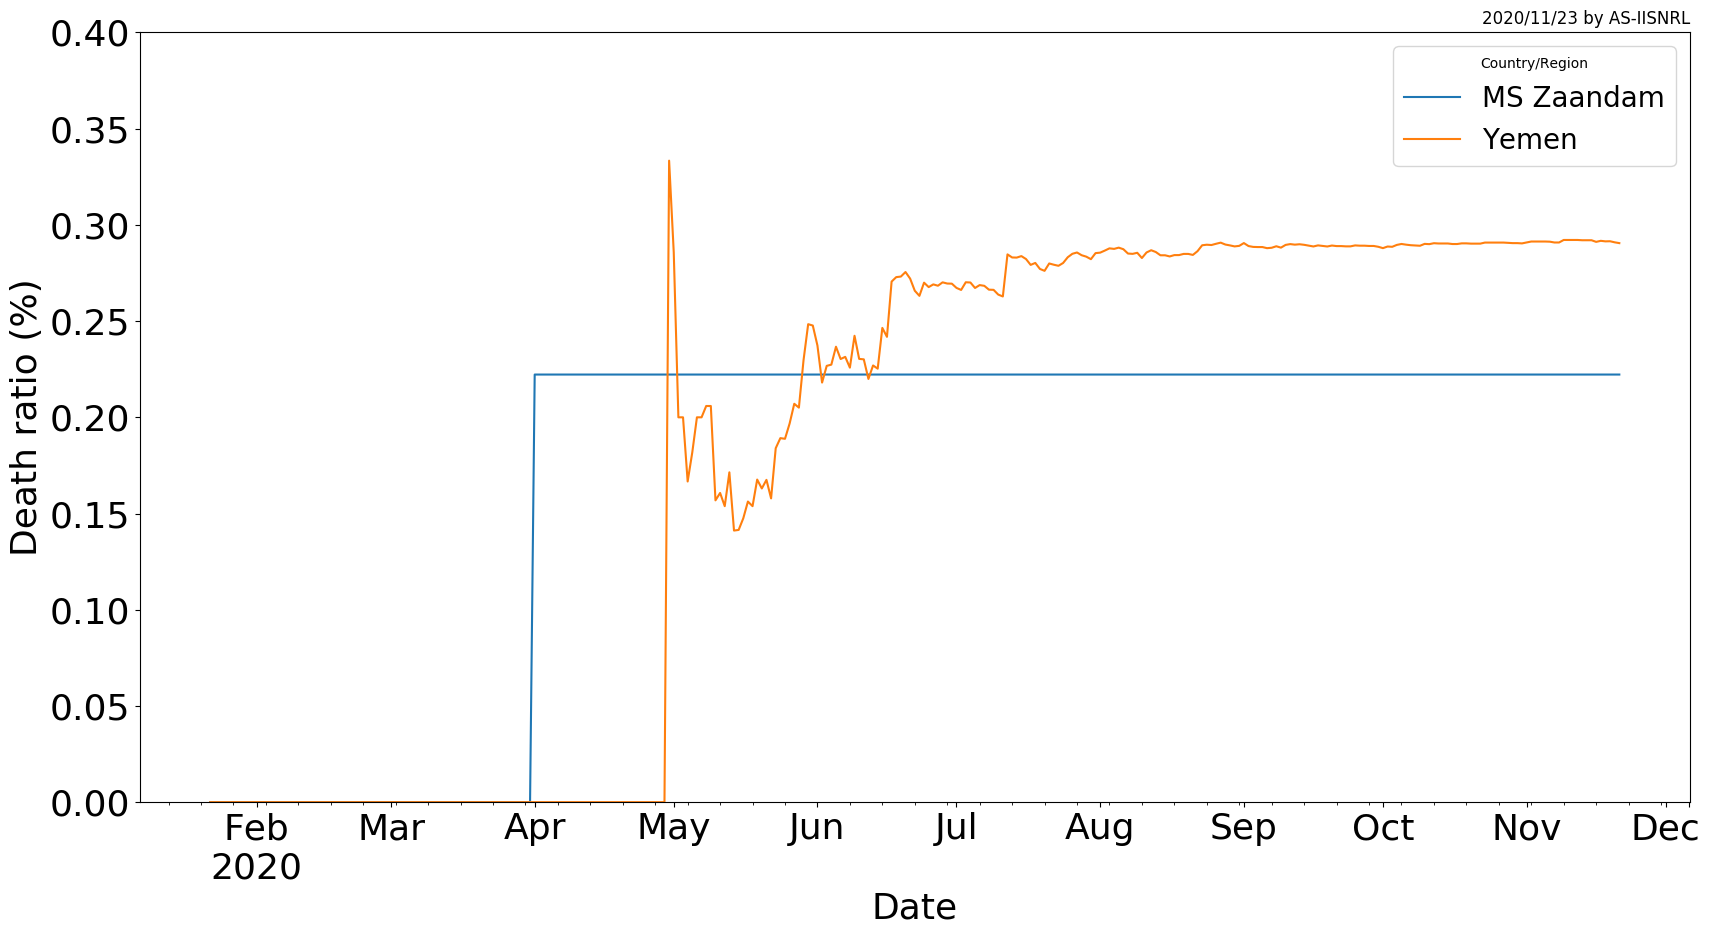 2020/11/23 by AS-IISNRL
Country/Region
MS Zaandam
Yemen
Death ratio (%)
0.40
0.35
0.30
0.25
0.20
0.15
0.10
0.05
0.00
Feb Mar Apr May Jun Jul Aug Sep Oct Nov Dec
2020
Date